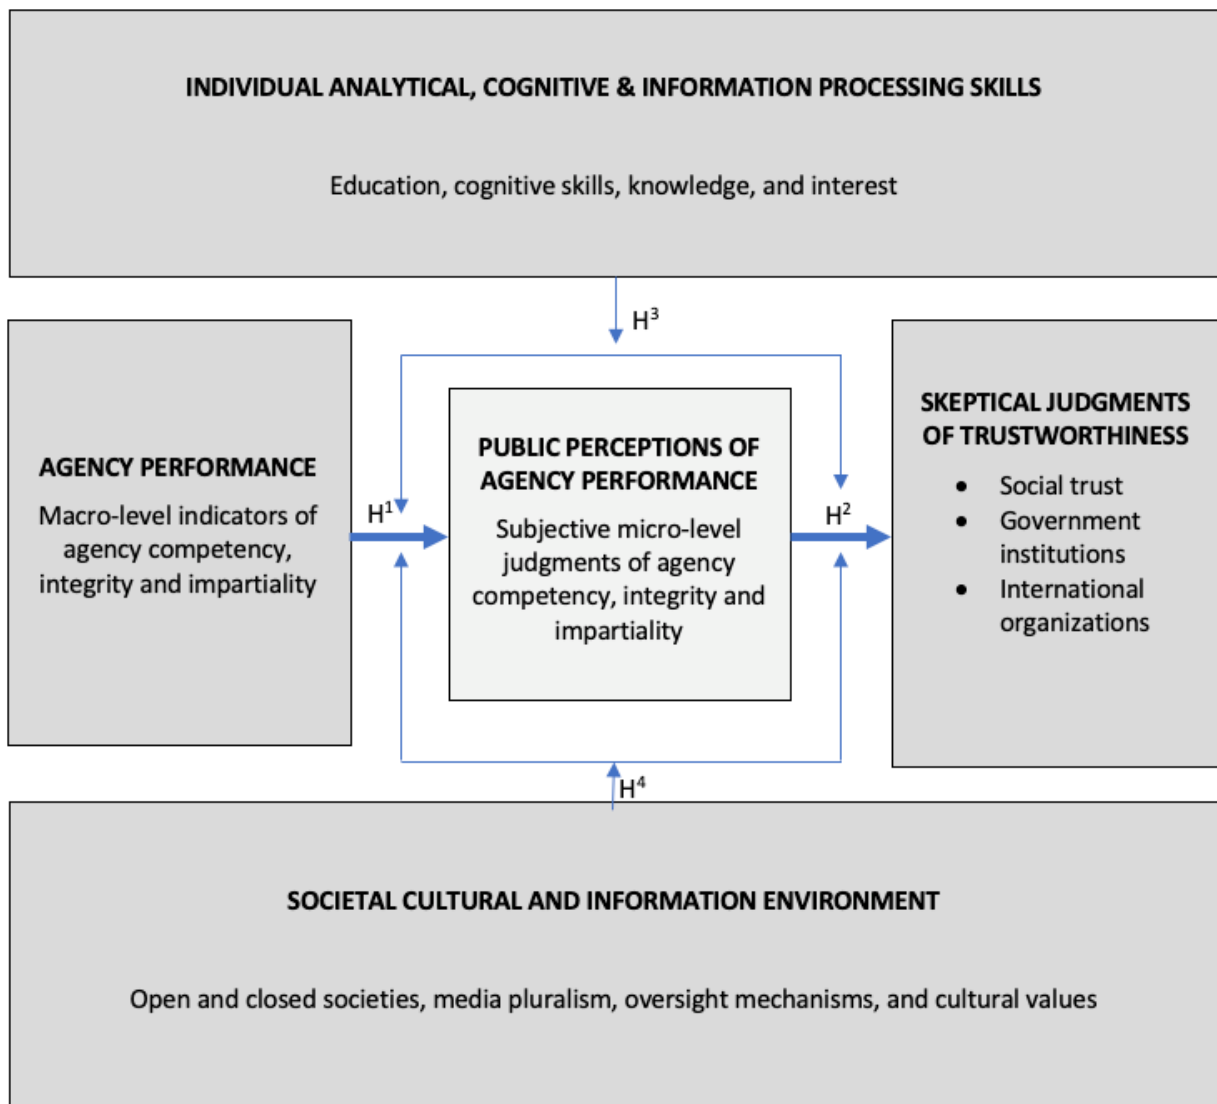 INDIVIDUAL ANALYTICAL, COGNITIVE & INFORMATION PROCESSING SKILLS
Education, cognitive skills, knowledge, and interest
H³
AGENCY PERFORMANCE
Macro-level indicators of
agency competency,
integrity and impartiality
H¹
PUBLIC PERCEPTIONS OF
AGENCY PERFORMANCE
Subjective micro-level
judgments of agency
competency, integrity and
impartiality
H²
SKEPTICAL JUDGMENTS
OF TRUSTWORTHINESS
• Social trust
• Government
institutions
• International
organizations
H⁴
SOCIETAL CULTURAL AND INFORMATION ENVIRONMENT
Open and closed societies, media pluralism, oversight mechanisms, and cultural values